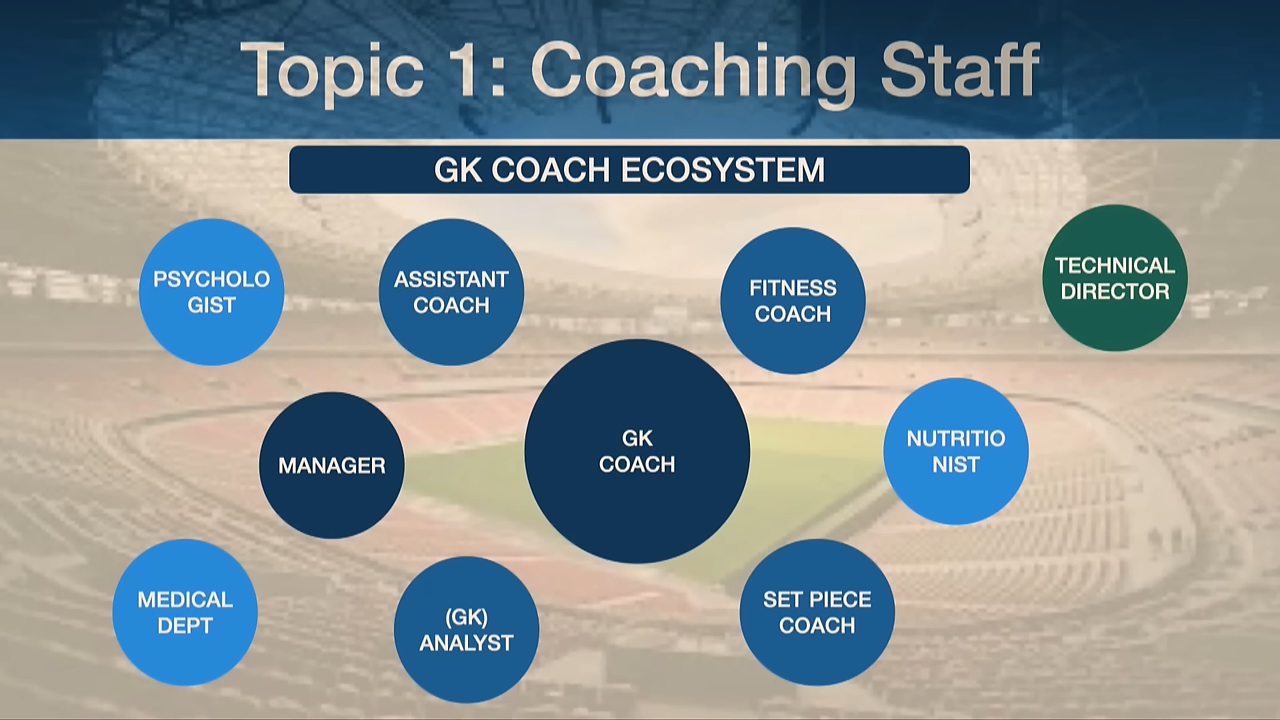 Topic 1: Coaching Staff
GK COACH ECOSYSTEM
PSYCHOLO
GIST
ASSISTANT
COACH
FITNESS
COACH
TECHNICAL
DIRECTOR
MANAGER
GK
COACH
NUTRITIO
NIST
MEDICAL
DEPT
(GK)
ANALYST
SET PIECE
COACH